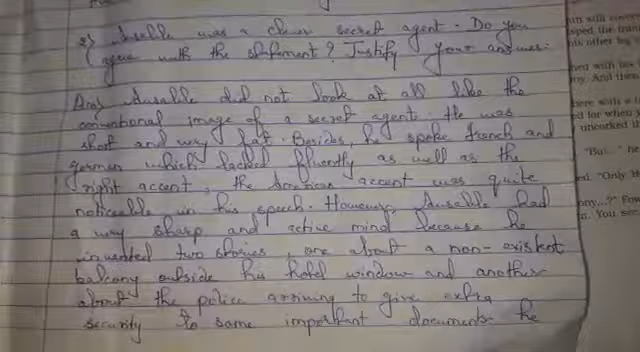 Ausable was a clever secret agent. Do you
agree with the statement? Justify your answer.
Ans) Ausable did not look at all like the
conventional image of a secret agent. He was
short and very fat. Besides, he spoke french and
german which lacked fluently as well as the
right accent, the American accent was quite
noticeable in his speech. However, Ausable had
a very sharp and active mind because he
invented two stories, one about a non-existent
balcony outside his hotel window and another
about the police arriving to give extra
security to some important documents he
"But..." he
"Only
You see